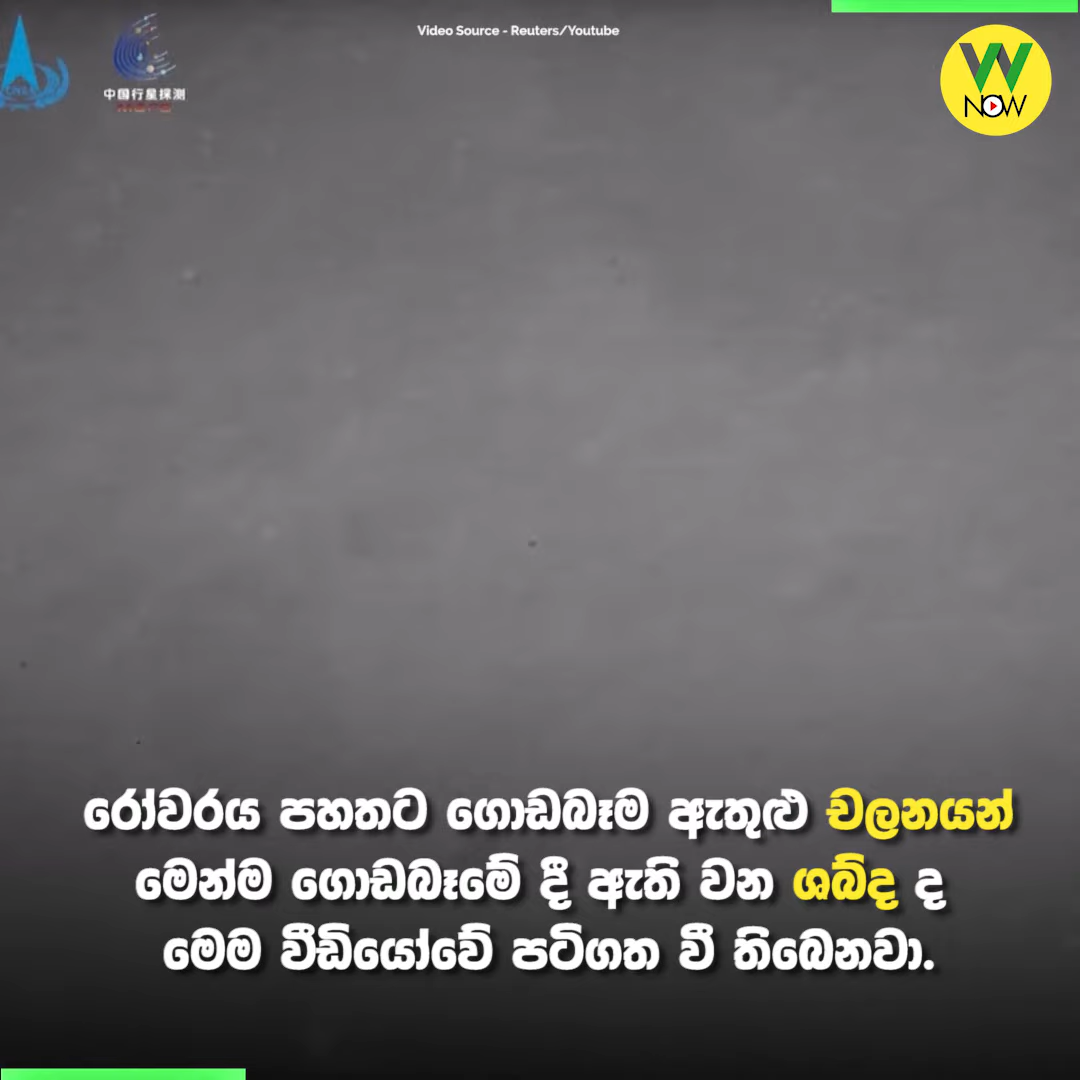 Video Source - Reuters/Youtube
中国行星探测
MARS
W
NOW
රෝවරය පහතට ගොඩබෑම ඇතුළු චලනයන්
මෙන්ම ගොඩබෑමේ දී ඇති වන ශබ්ද ද
මෙම වීඩියෝවේ පටිගත වී තිබෙනවා.